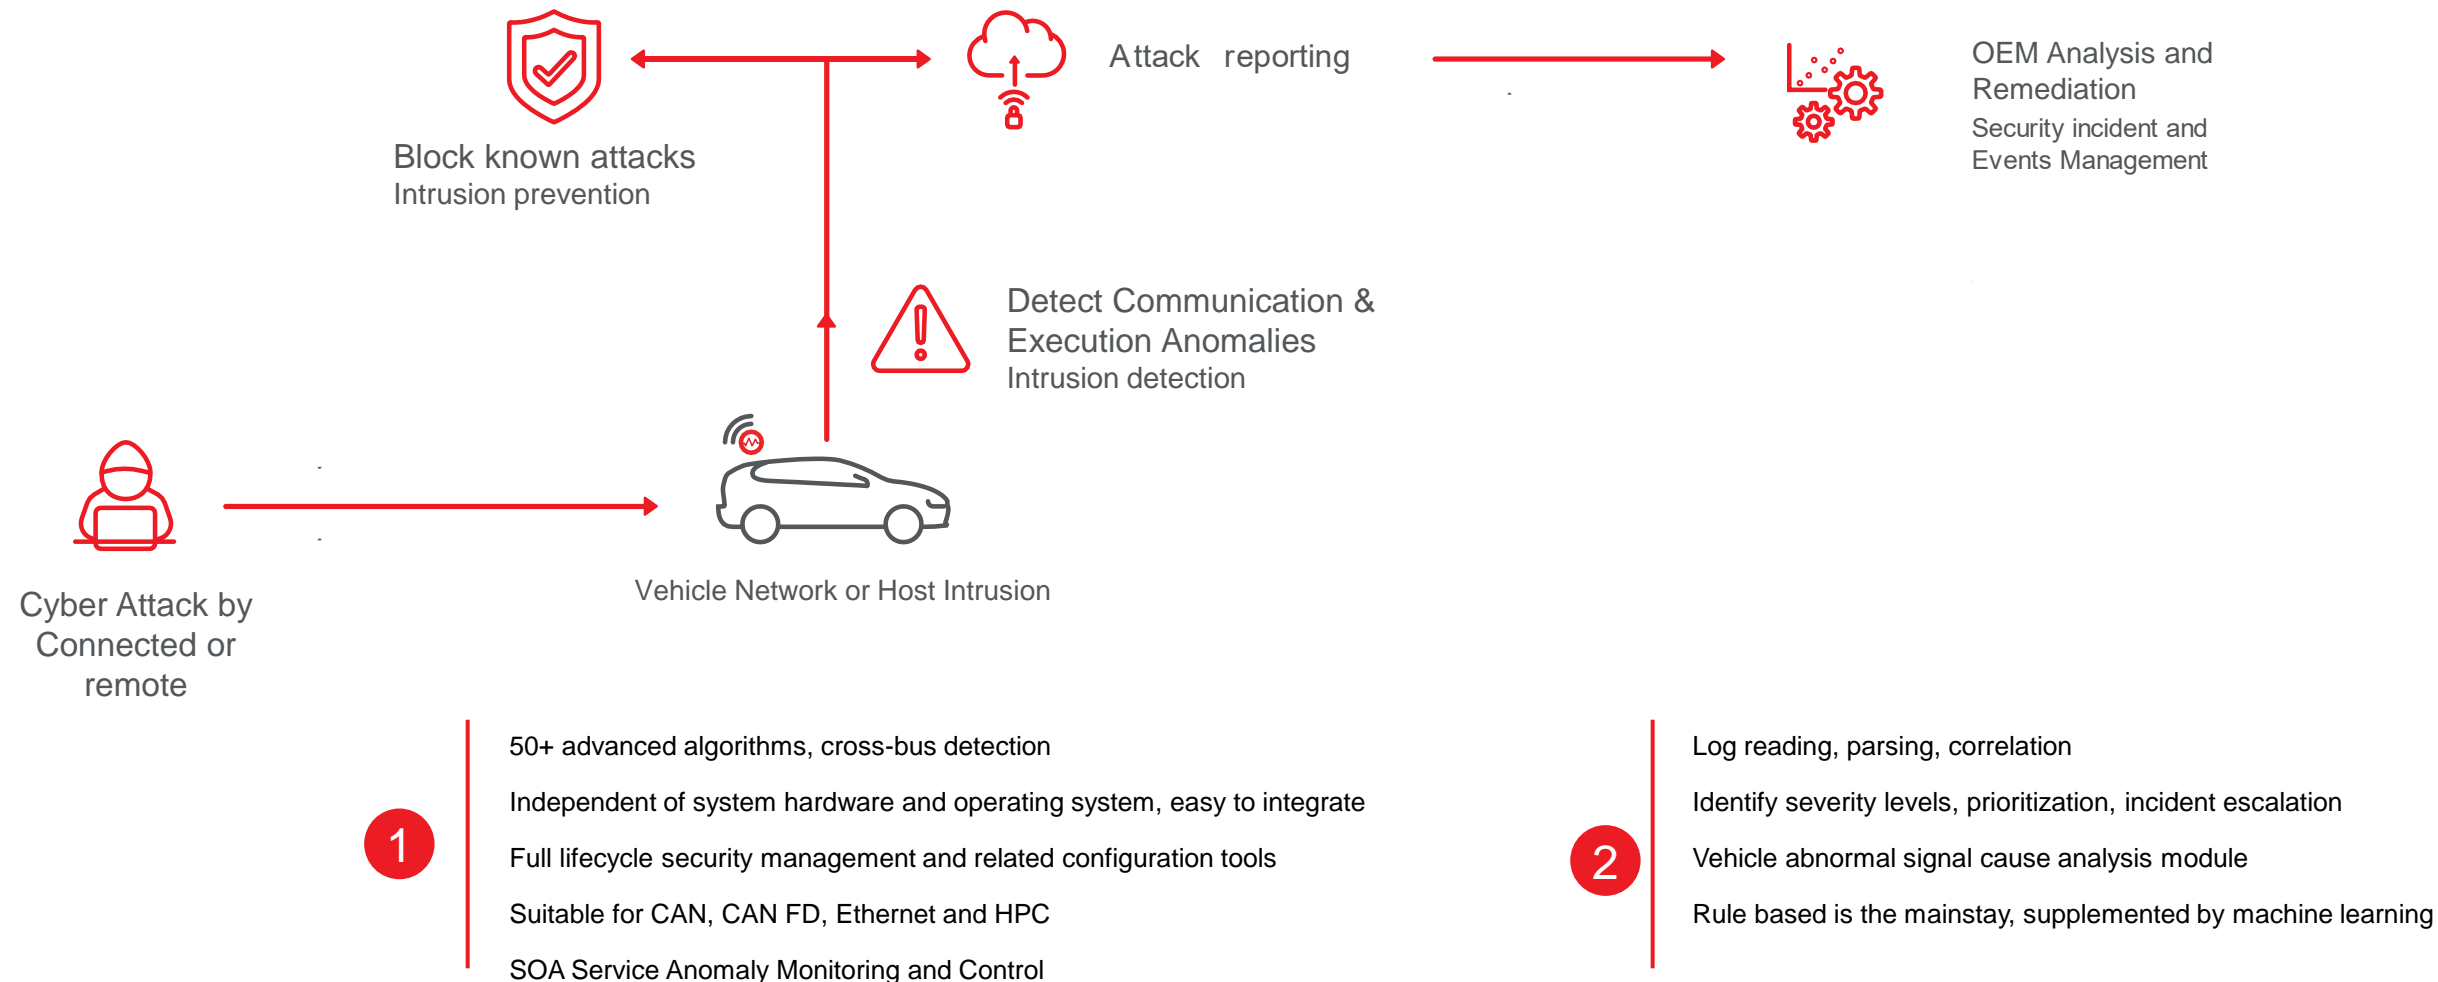 Attack reporting
OEM Analysis and
Remediation
Security incident and
Events Management
Block known attacks
Intrusion prevention
Detect Communication &
Execution Anomalies
Intrusion detection
Vehicle Network or Host Intrusion
Cyber Attack by
Connected or
remote
1
50+ advanced algorithms, cross-bus detection
Independent of system hardware and operating system, easy to integrate
Full lifecycle security management and related configuration tools
Suitable for CAN, CAN FD, Ethernet and HPC
SOA Service Anomaly Monitoring and Control
2
Log reading, parsing, correlation
Identify severity levels, prioritization, incident escalation
Vehicle abnormal signal cause analysis module
Rule based is the mainstay, supplemented by machine learning